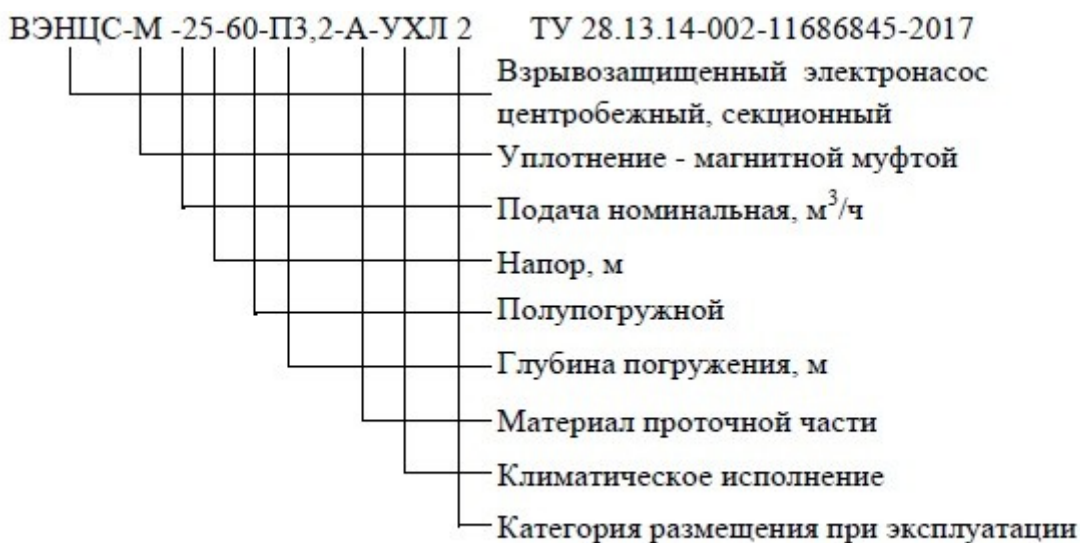 ВЭНЦС-М -25-60-П3,2-А-УХЛ 2 ТУ 28.13.14-002-11686845-2017
Взрывозащищенный электронасос
центробежный, секционный
Уплотнение - магнитной муфтой
Подача номинальная, м³/ч
Напор, м
Полупогружной
Глубина погружения, м
Материал проточной части
Климатическое исполнение
Категория размещения при эксплуатации